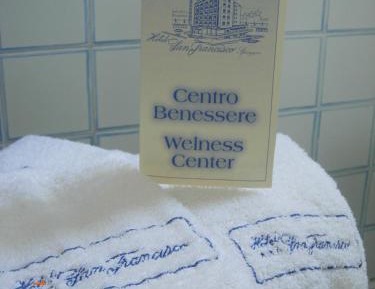 Hotel San Francisco
Centro
Benessere
Welness
Center
Hotel San Francisco
Hotel San Francisco